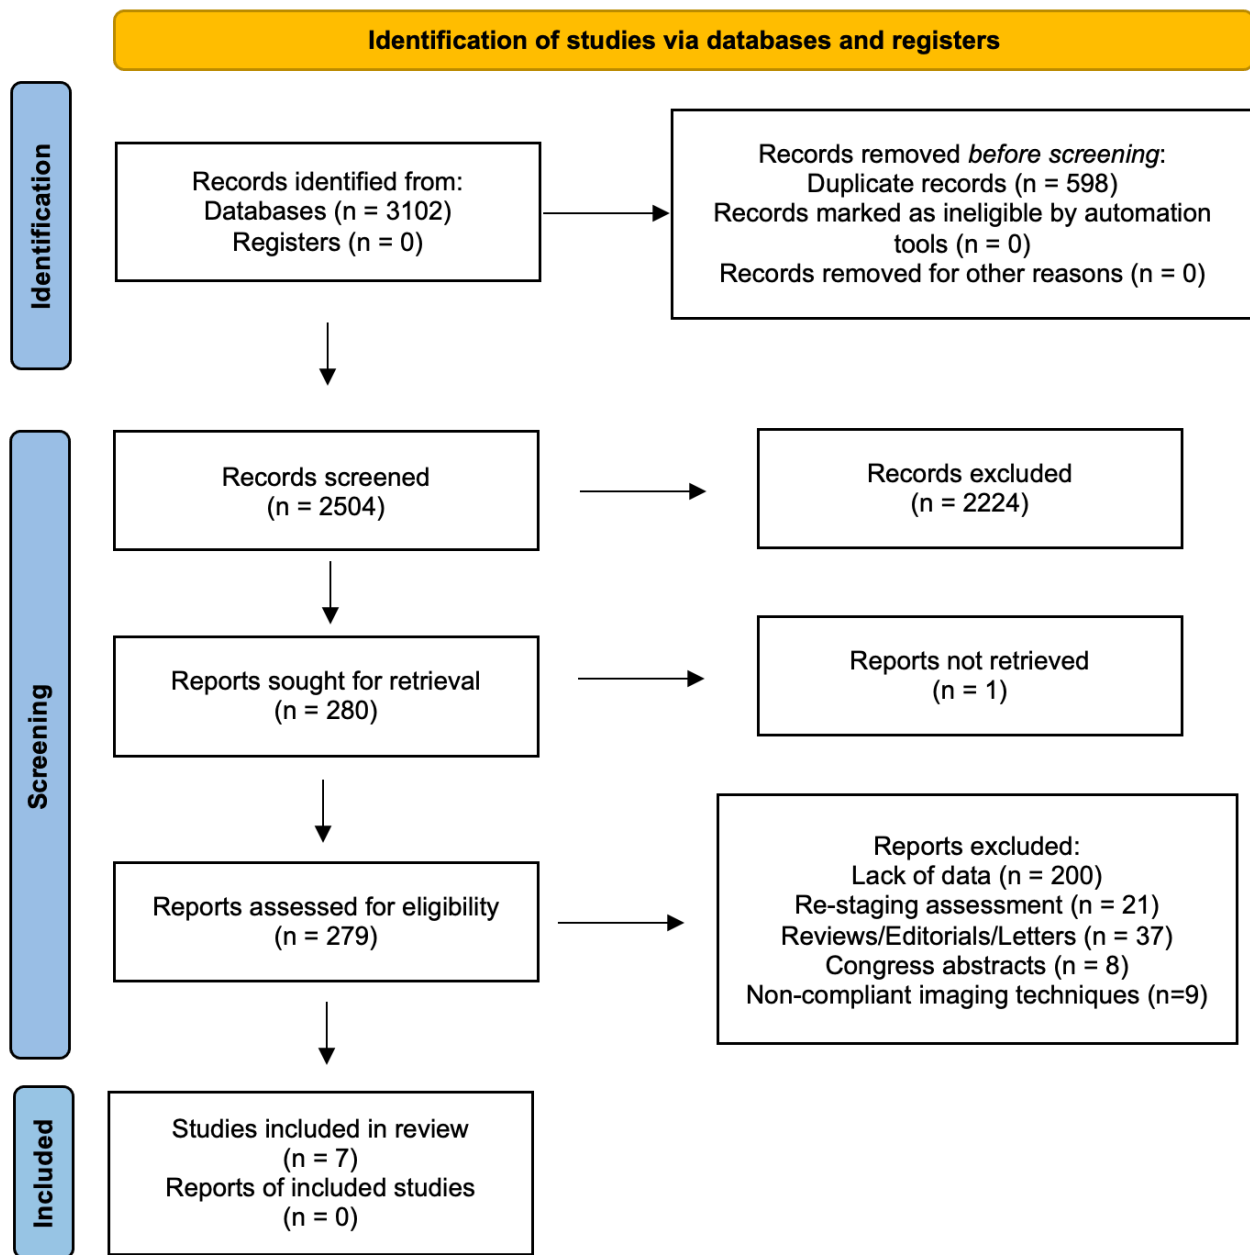 Identification of studies via databases and registers
Identification
Records identified from:
Databases (n = 3102)
Registers (n = 0)
Records removed before screening:
Duplicate records (n = 598)
Records marked as ineligible by automation
tools (n = 0)
Records removed for other reasons (n = 0)
Screening
Records screened
(n = 2504)
Records excluded
(n = 2224)
Reports sought for retrieval
(n = 280)
Reports not retrieved
(n = 1)
Reports assessed for eligibility
(n = 279)
Reports excluded:
Lack of data (n = 200)
Re-staging assessment (n = 21)
Reviews/Editorials/Letters (n = 37)
Congress abstracts (n = 8)
Non-compliant imaging techniques (n=9)
Included
Studies included in review
(n = 7)
Reports of included studies
(n = 0)